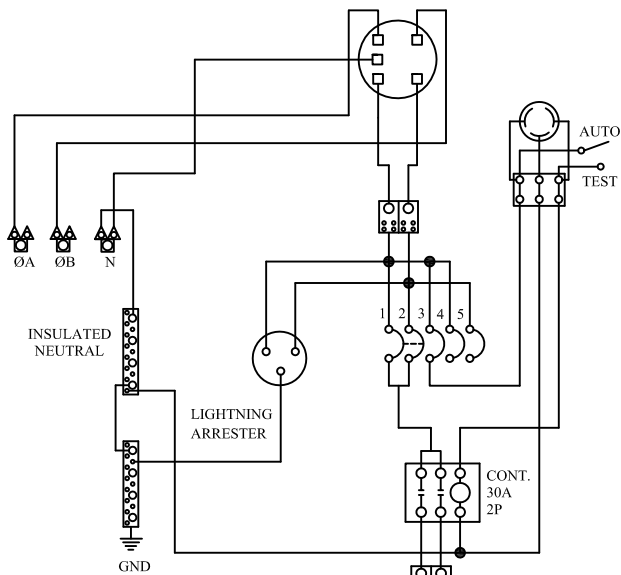 AUTO
TEST
ØA ØB N
1 2 3 4 5
INSULATED
NEUTRAL
LIGHTNING
ARRESTER
CONT.
30A
2P
GND